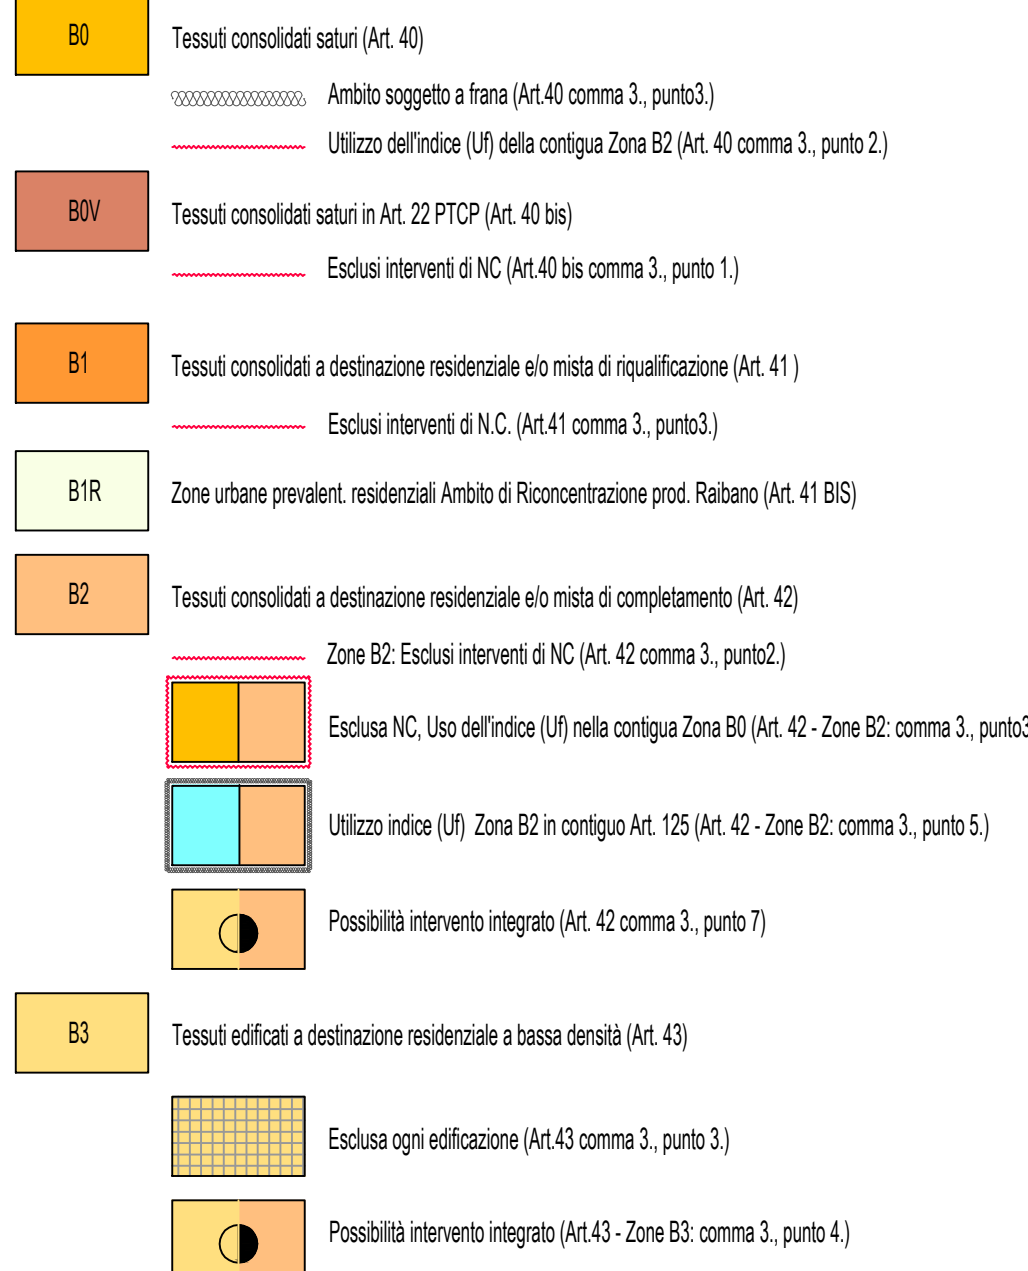 B0
Tessuti consolidati saturi (Art. 40)
Ambito soggetto a frana (Art.40 comma 3., punto3.)
Utilizzo dell'indice (Uf) della contigua Zona B2 (Art. 40 comma 3., punto 2.)
B0V
Tessuti consolidati saturi in Art. 22 PTCP (Art. 40 bis)
Esclusi interventi di NC (Art.40 bis comma 3., punto 1.)
B1
Tessuti consolidati a destinazione residenziale e/o mista di riqualificazione (Art. 41 )
Esclusi interventi di N.C. (Art.41 comma 3., punto3.)
B1R
Zone urbane prevalent. residenziali Ambito di Riconcentrazione prod. Raibano (Art. 41 BIS)
B2
Tessuti consolidati a destinazione residenziale e/o mista di completamento (Art. 42)
Zone B2: Esclusi interventi di NC (Art. 42 comma 3., punto2.)
Esclusa NC, Uso dell'indice (Uf) nella contigua Zona B0 (Art. 42 - Zone B2: comma 3., punto3
Utilizzo indice (Uf) Zona B2 in contiguo Art. 125 (Art. 42 - Zone B2: comma 3., punto 5.)
Possibilità intervento integrato (Art. 42 comma 3., punto 7)
B3
Tessuti edificati a destinazione residenziale a bassa densità (Art. 43)
Esclusa ogni edificazione (Art.43 comma 3., punto 3.)
Possibilità intervento integrato (Art.43 - Zone B3: comma 3., punto 4.)